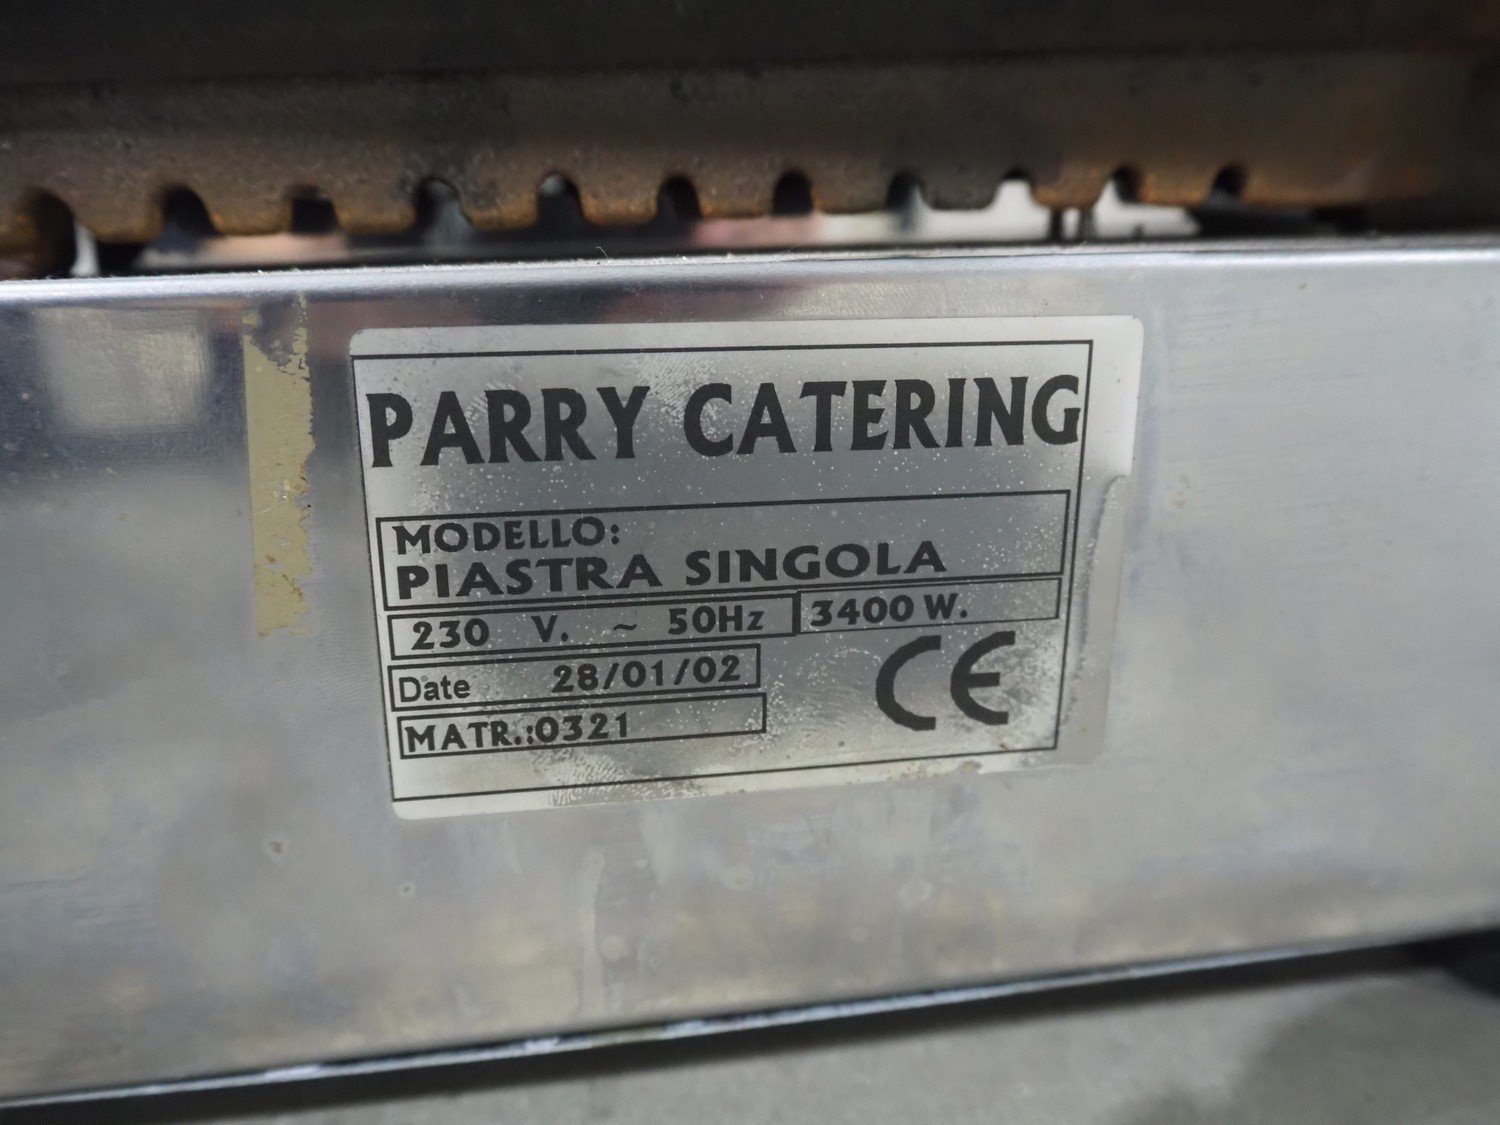 PARRY CATERING
MODELLO:
PIASTRA SINGOLA
230 V. ~ 50Hz 3400 W.
Date 28/01/02
MATR.:0321
CE